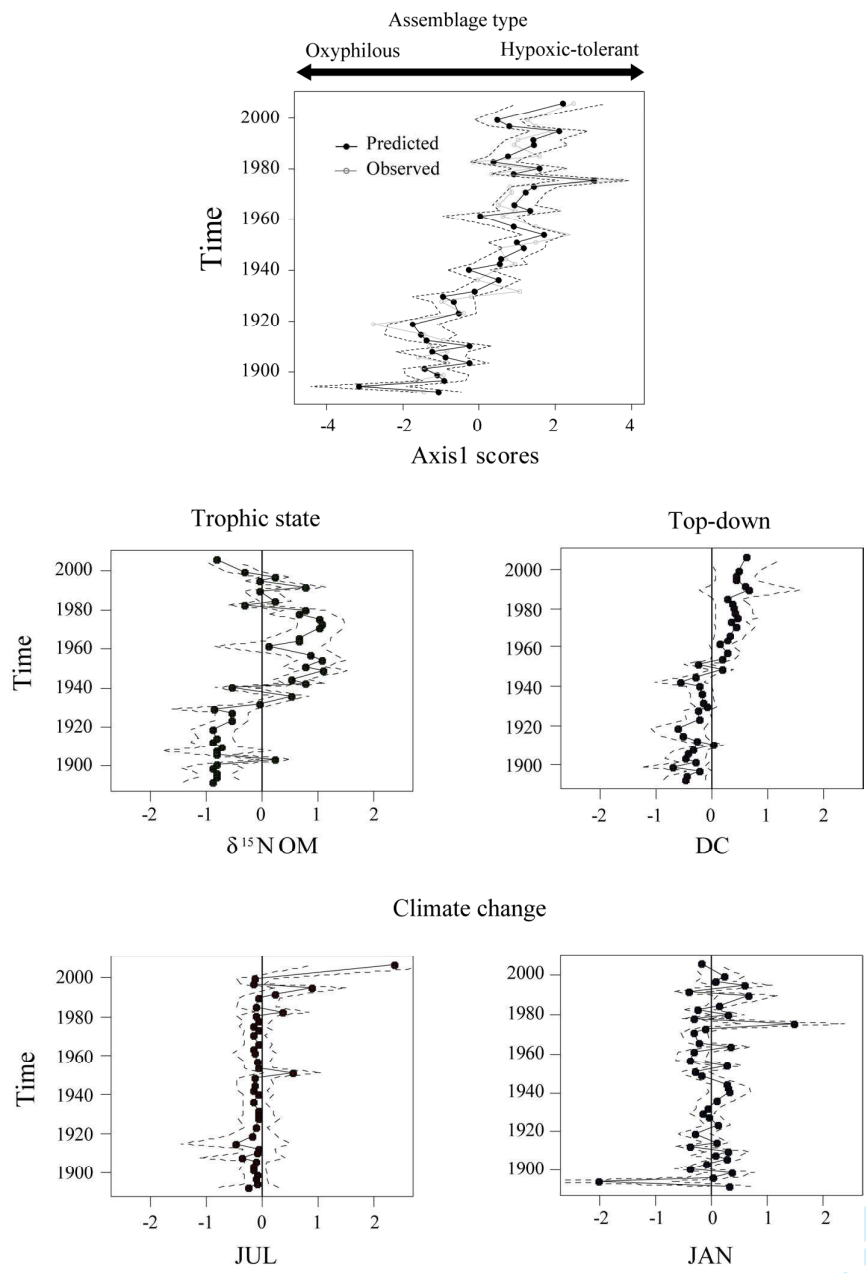 Assemblage type
Oxyphilous Hypoxic-tolerant
Predicted
Observed
Time
2000
1980
1960
1940
1920
1900
-4 -2 0 2 4
Axis1 scores
Trophic state
Time
2000
1980
1960
1940
1920
1900
-2 -1 0 1 2
δ¹⁵N OM
Top-down
2000
1980
1960
1940
1920
1900
-2 -1 0 1 2
DC
Climate change
Time
2000
1980
1960
1940
1920
1900
-2 -1 0 1 2
JUL
2000
1980
1960
1940
1920
1900
-2 -1 0 1 2
JAN